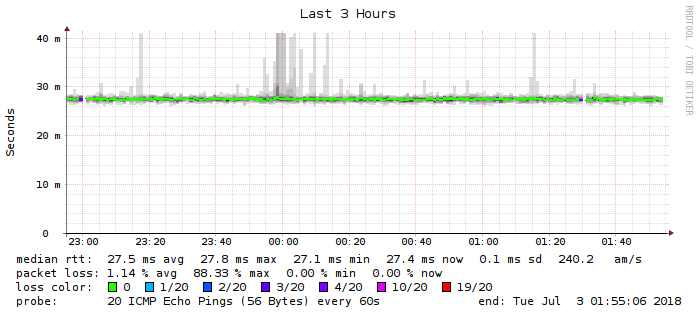 Last 3 Hours
RRDTOOL / TOBI OETIKER
Seconds
40 m
30 m
20 m
10 m
0
23:00 23:20 23:40 00:00 00:20 00:40 01:00 01:20 01:40
median rtt: 27.5 ms avg 27.8 ms max 27.1 ms min 27.4 ms now 0.1 ms sd 240.2 am/s
packet loss: 1.14 % avg 88.33 % max 0.00 % min 0.00 % now
loss color: 0 1/20 2/20 3/20 4/20 10/20 19/20
probe: 20 ICMP Echo Pings (56 Bytes) every 60s end: Tue Jul 3 01:55:06 2018